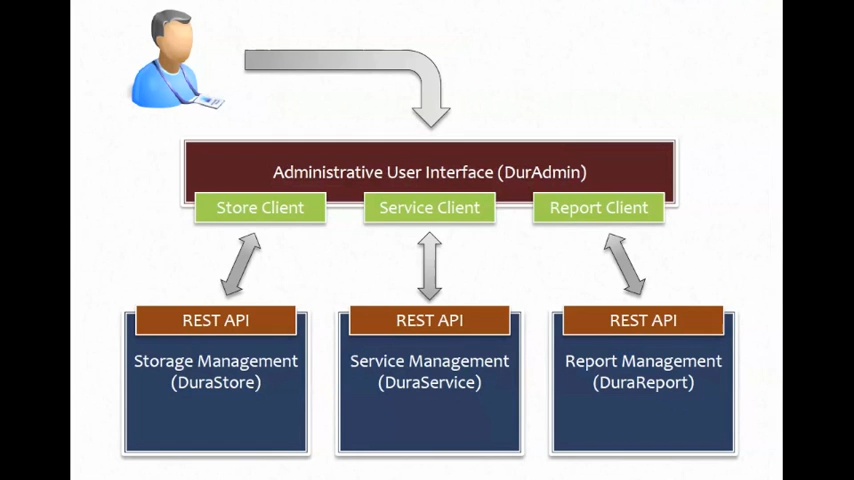 Administrative User Interface (DurAdmin)
Store Client
Service Client
Report Client
REST API
REST API
REST API
Storage Management
(DuraStore)
Service Management
(DuraService)
Report Management
(DuraReport)